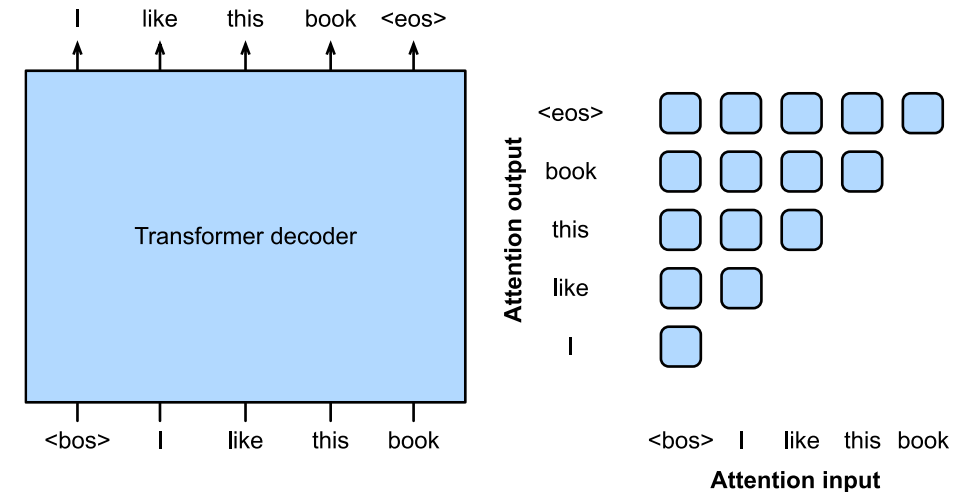 I like this book <eos>
Transformer decoder
<bos> I like this book
Attention output
<eos>
book
this
like
I
<bos> I like this book
Attention input